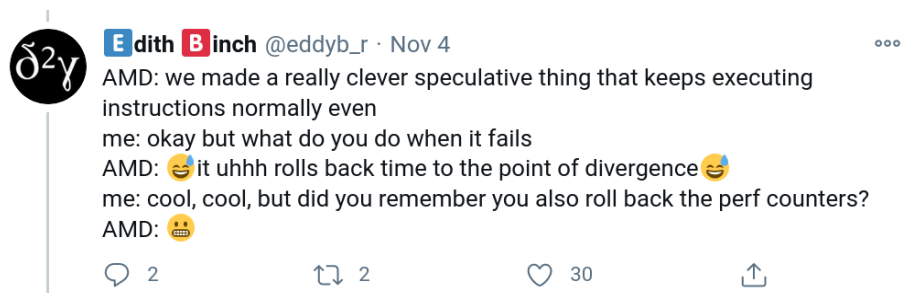 δ²γ
🇪dith 🅱inch @eddyb_r · Nov 4
AMD: we made a really clever speculative thing that keeps executing
instructions normally even
me: okay but what do you do when it fails
AMD: 😅it uhhh rolls back time to the point of divergence😅
me: cool, cool, but did you remember you also roll back the perf counters?
AMD: 😬
2 2 30